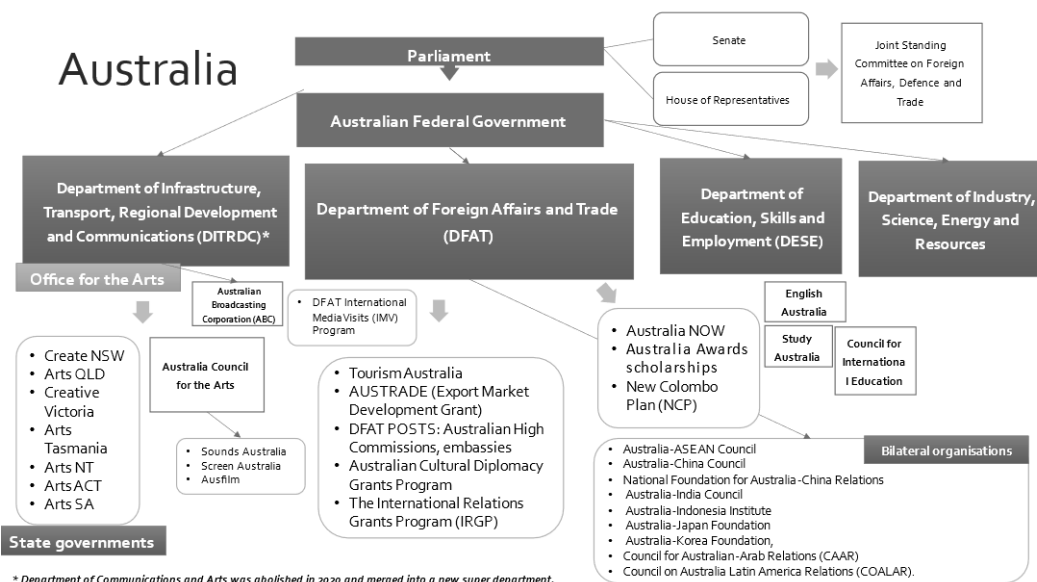 Australia
Parliament
Senate
House of Representatives
Joint Standing
Committee on Foreign
Affairs, Defence and
Trade
Australian Federal Government
Department of Infrastructure,
Transport, Regional Development
and Communications (DITRDC)*
Department of Foreign Affairs and Trade
(DFAT)
Department of
Education, Skills and
Employment (DESE)
Department of Industry,
Science, Energy and
Resources
Office for the Arts
Australian
Broadcasting
Corporation (ABC)
• DFAT International
Media Visits (IMV)
Program
English
Australia
Study
Australia
Council for
Internationa
l Education
• Create NSW
• Arts QLD
• Creative
Victoria
• Arts
Tasmania
• Arts NT
• Arts ACT
• Arts SA
State governments
Australia Council
for the Arts
• Sounds Australia
• Screen Australia
• Ausfilm
• Tourism Australia
• AUSTRADE (Export Market
Development Grant)
• DFAT POSTS: Australian High
Commissions, embassies
• Australian Cultural Diplomacy
Grants Program
• The International Relations
Grants Program (IRGP)
• Australia NOW
• Australia Awards
scholarships
• New Colombo
Plan (NCP)
Bilateral organisations
• Australia-ASEAN Council
• Australia-China Council
• National Foundation for Australia-China Relations
• Australia-India Council
• Australia-Indonesia Institute
• Australia-Japan Foundation
• Australia-Korea Foundation,
• Council for Australian-Arab Relations (CAAR)
• Council on Australia Latin America Relations (COALAR).
* Department of Communications and Arts was abolished in 2020 and merged into a new super department.